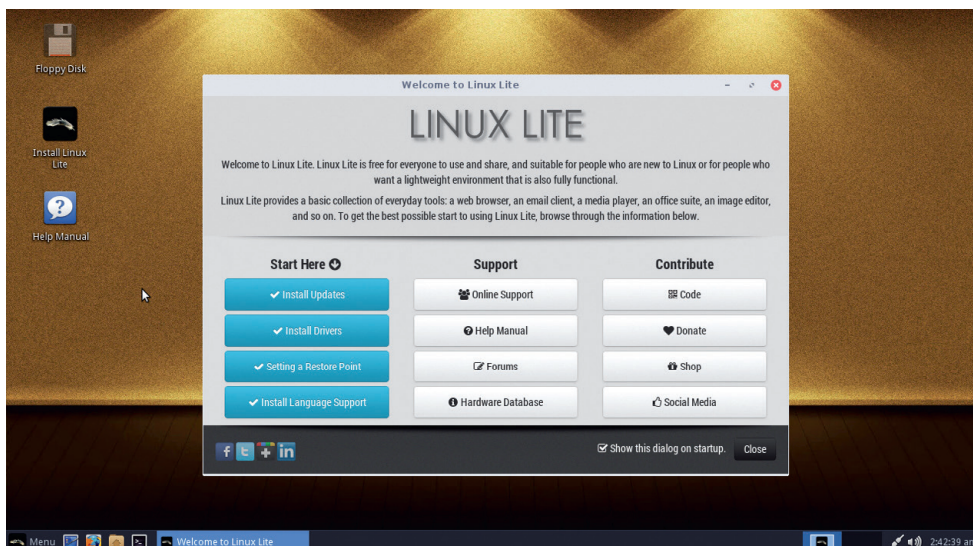 Floppy Disk
Install Linux
Lite
Help Manual
Welcome to Linux Lite
LINUX LITE
Welcome to Linux Lite. Linux Lite is free for everyone to use and share, and suitable for people who are new to Linux or for people who
want a lightweight environment that is also fully functional.
Linux Lite provides a basic collection of everyday tools: a web browser, an email client, a media player, an office suite, an image editor,
and so on. To get the best possible start to using Linux Lite, browse through the information below.
Start Here
Install Updates
Install Drivers
Setting a Restore Point
Install Language Support
Support
Online Support
Help Manual
Forums
Hardware Database
Contribute
Code
Donate
Shop
Social Media
Show this dialog on startup.
Close
Menu
Welcome to Linux Lite
2:42:39 am